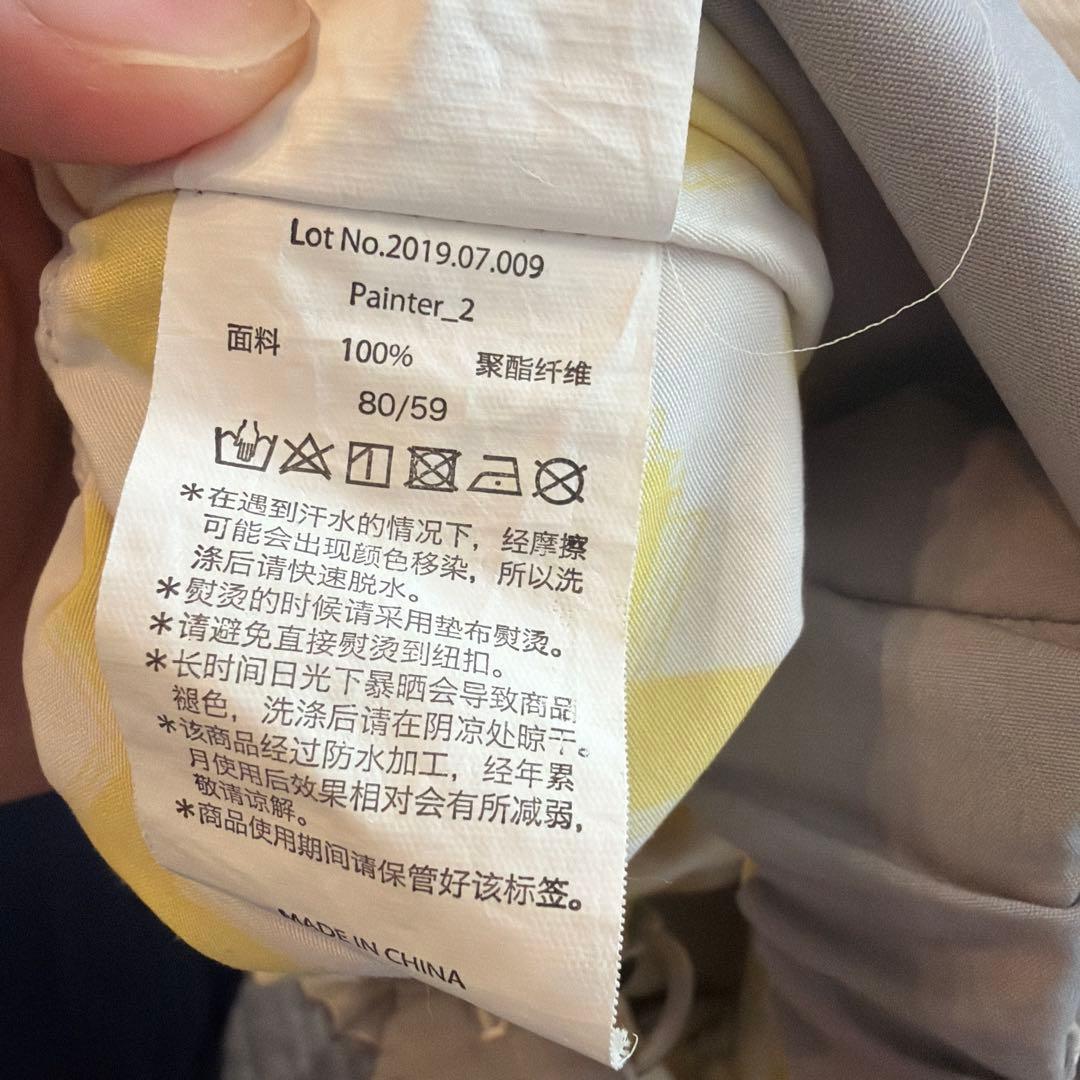 Lot No.2019.07.009
Painter_2
面料 100% 聚酯纤维
80/59
*在遇到汗水的情况下，经摩擦
可能会出现颜色移染，所以洗
涤后请快速脱水。
*熨烫的时候请采用垫布熨烫。
*请避免直接熨烫到纽扣。
*长时间日光下暴晒会导致商品
褪色，洗涤后请在阴凉处晾干。
*该商品经过防水加工，经年累
月使用后效果相对会有所减弱，
敬请谅解。
*商品使用期间请保管好该标签。
MADE IN CHINA